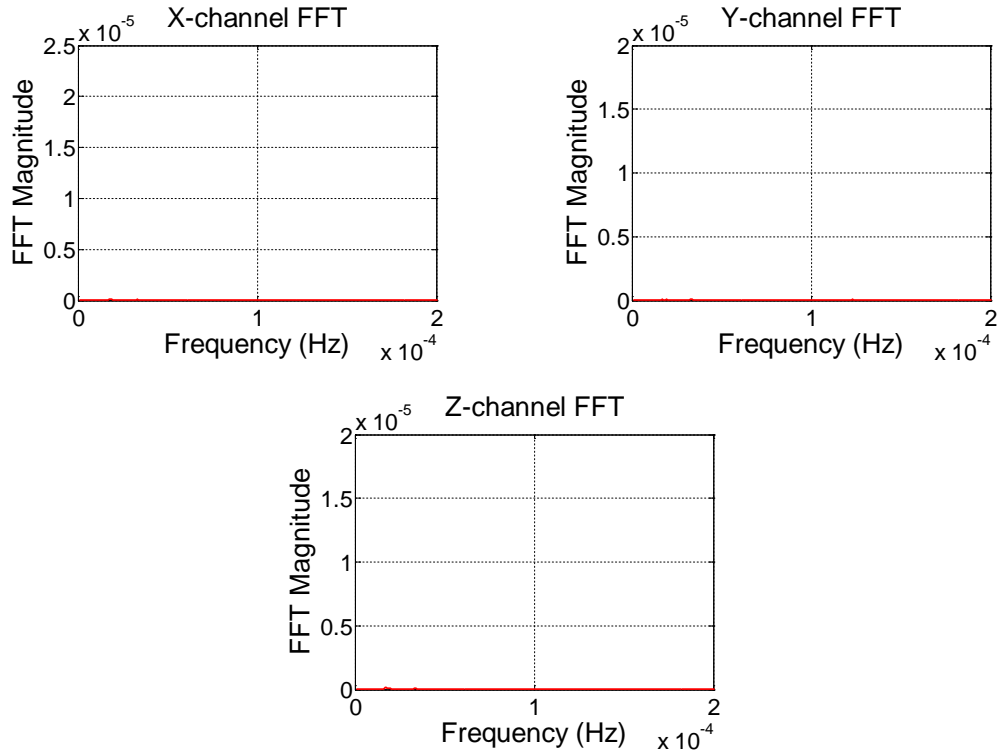 X-channel FFT
x 10-5
2.5
2
1.5
1
0.5
0
FFT Magnitude
0 1 2
Frequency (Hz)
x 10-4
Y-channel FFT
x 10-5
2
1.5
1
0.5
0
FFT Magnitude
0 1 2
Frequency (Hz)
x 10-4
Z-channel FFT
x 10-5
2
1.5
1
0.5
0
FFT Magnitude
0 1 2
Frequency (Hz)
x 10-4